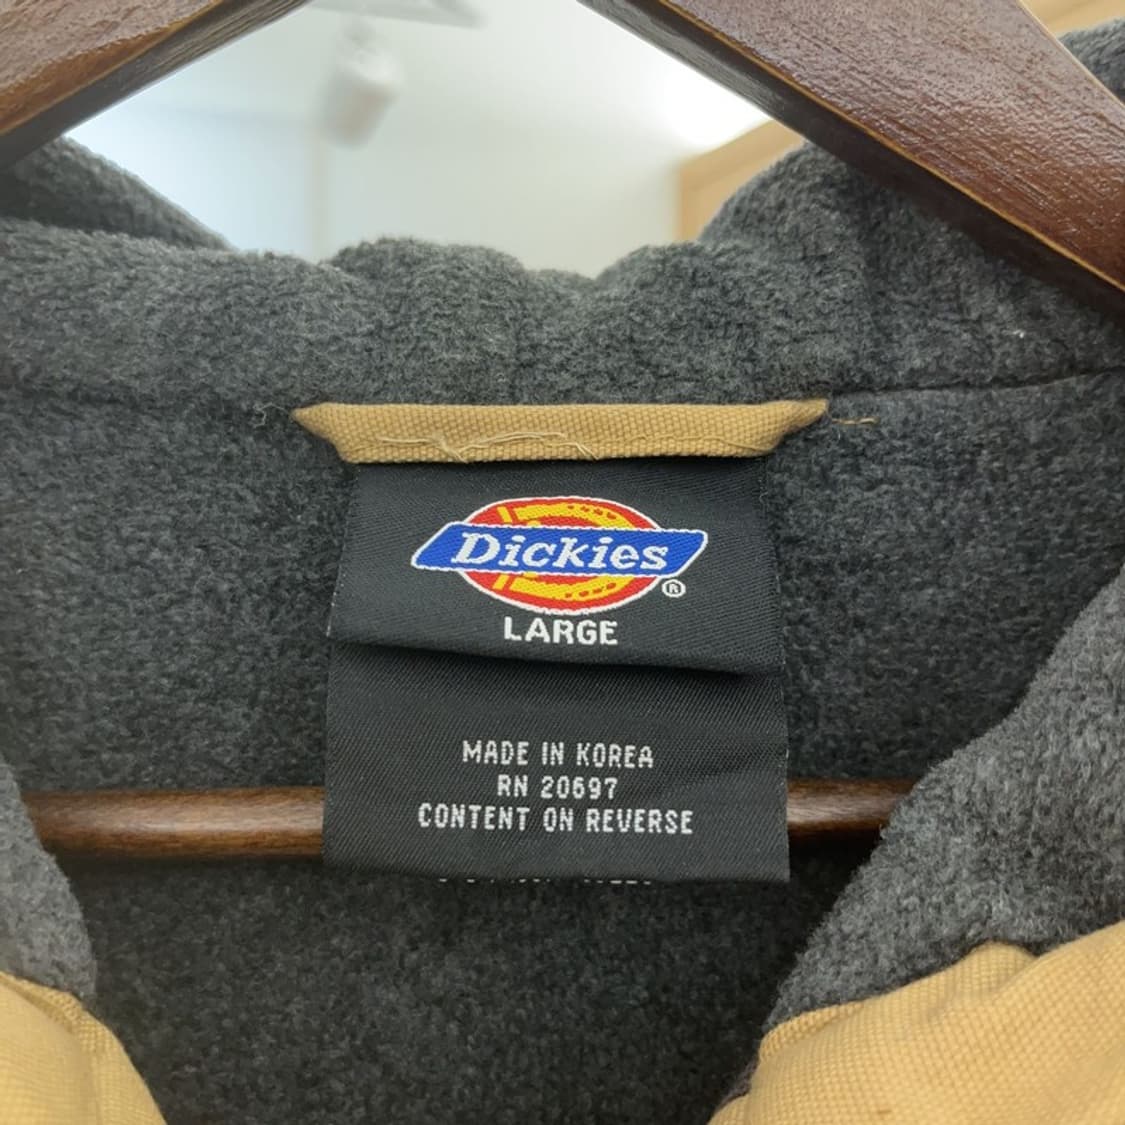 Dickies®
LARGE
MADE IN KOREA
RN 20697
CONTENT ON REVERSE